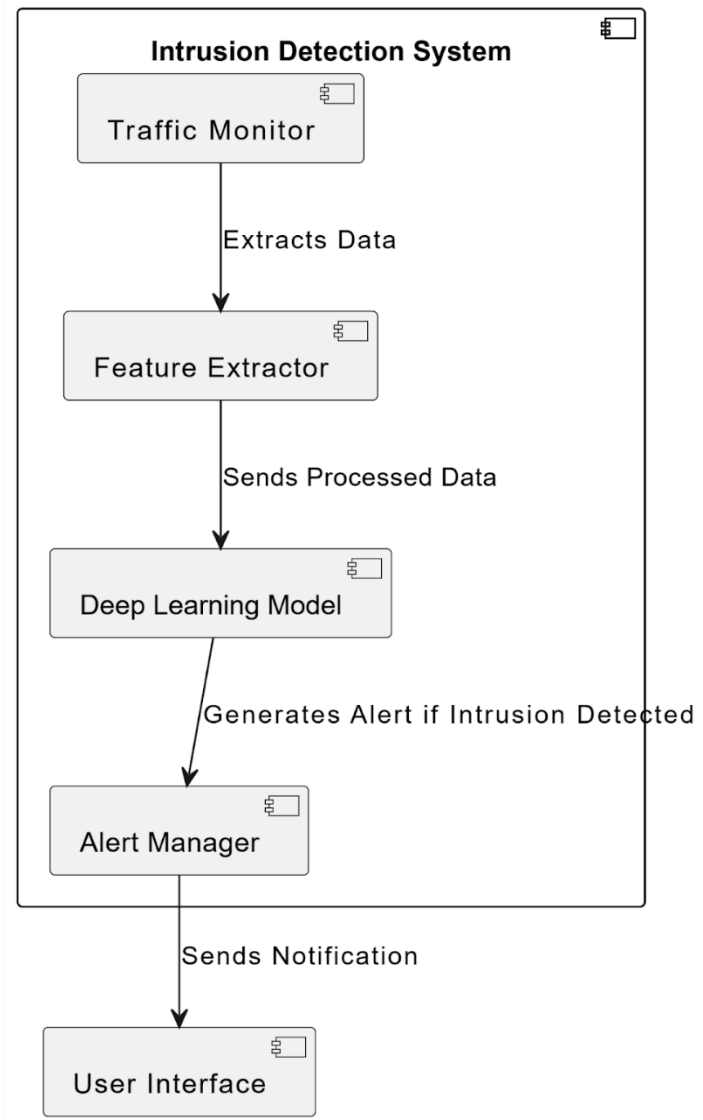 Intrusion Detection System
Traffic Monitor
Extracts Data
Feature Extractor
Sends Processed Data
Deep Learning Model
Generates Alert if Intrusion Detected
Alert Manager
Sends Notification
User Interface